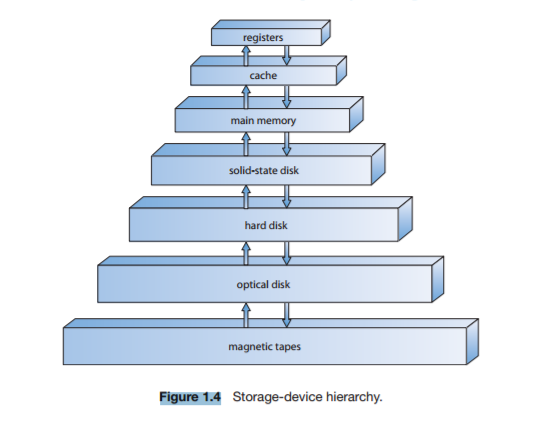 registers
cache
main memory
solid-state disk
hard disk
optical disk
magnetic tapes
Figure 1.4 Storage-device hierarchy.